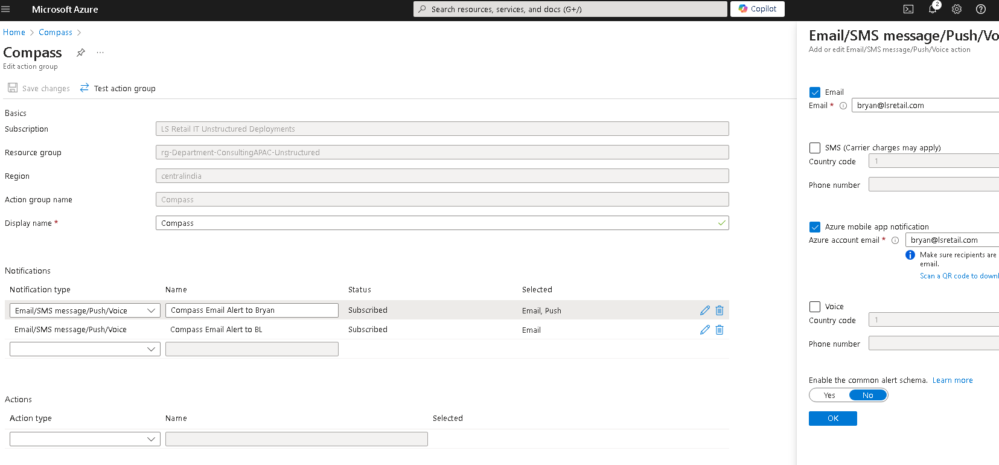 Microsoft Azure
Search resources, services, and docs (G+/)
Copilot
2
Home > Compass >
Compass
...
Edit action group
Save changes
Test action group
Basics
Subscription
LS Retail IT Unstructured Deployments
Resource group
rg-Department-ConsultingAPAC-Unstructured
Region
centralindia
Action group name
Compass
Display name *
Compass
Notifications
Notification type Name Status Selected
Email/SMS message/Push/Voice Compass Email Alert to Bryan Subscribed Email, Push
Email/SMS message/Push/Voice Compass Email Alert to BL Subscribed Email
Actions
Action type Name Selected
Email/SMS message/Push/Vo
Add or edit Email/SMS message/Push/Voice action
Email
Email *
bryan@lsretail.com
SMS (Carrier charges may apply)
Country code
1
Phone number
Azure mobile app notification
Azure account email *
bryan@lsretail.com
Make sure recipients are
email.
Scan a QR code to downl
Voice
Country code
1
Phone number
Enable the common alert schema. Learn more
Yes No
OK